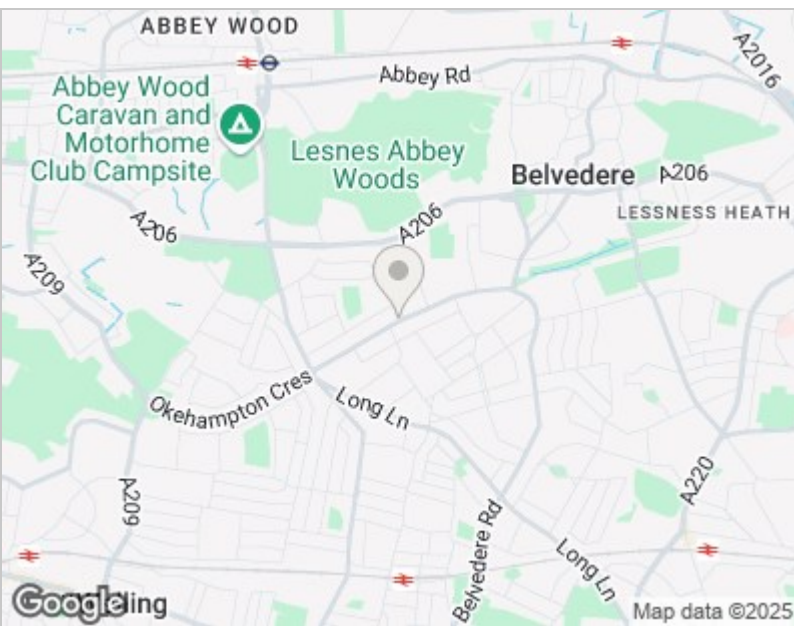 ABBEY WOOD
A2016
Abbey Rd
Abbey Wood
Caravan and
Motorhome
Club Campsite
Lesnes Abbey
Woods
Belvedere
A206
LESSNESS HEATH
A206
A206
A209
Okehampton Cres
Long Ln
A209
A220
Belvedere Rd
Long Ln
Google
lling
Map data ©2025